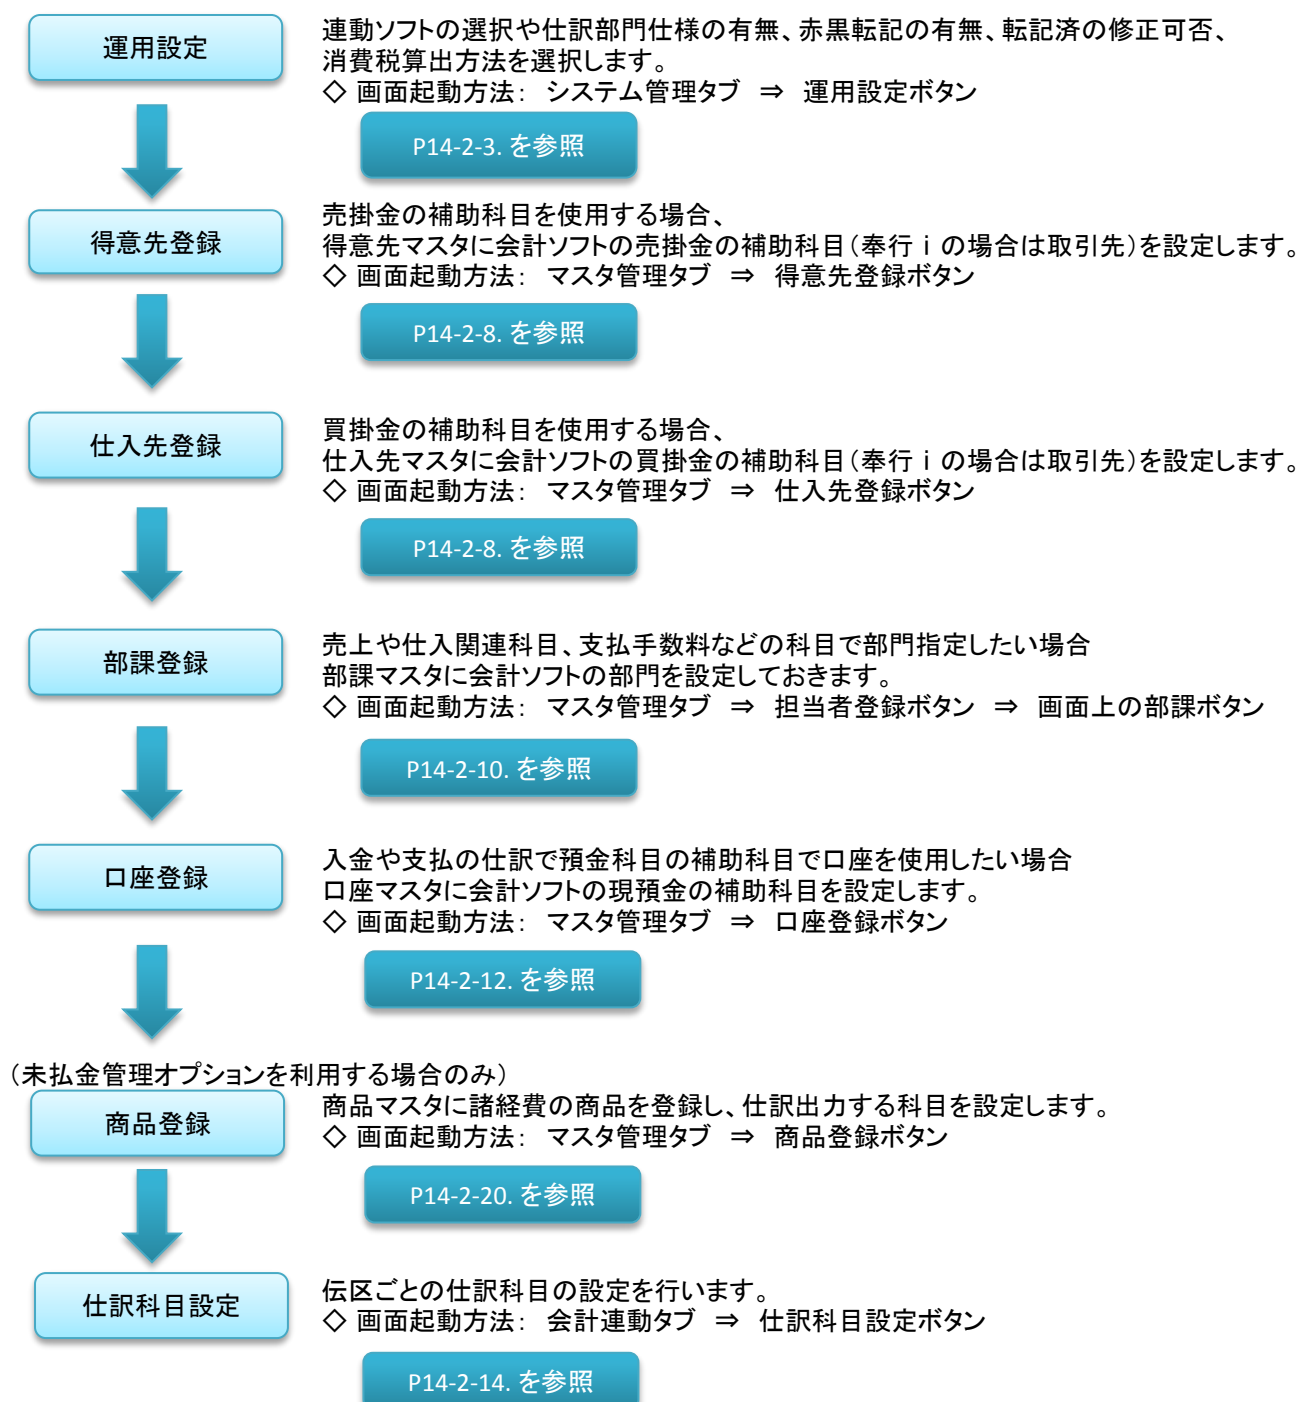 運用設定
連動ソフトの選択や仕訳部門仕様の有無、赤黒転記の有無、転記済の修正可否、
消費税算出方法を選択します。
◇ 画面起動方法： システム管理タブ ⇒ 運用設定ボタン
P14-2-3. を参照
得意先登録
売掛金の補助科目を使用する場合、
得意先マスタに会計ソフトの売掛金の補助科目（奉行ｉの場合は取引先）を設定します。
◇ 画面起動方法： マスタ管理タブ ⇒ 得意先登録ボタン
P14-2-8. を参照
仕入先登録
買掛金の補助科目を使用する場合、
仕入先マスタに会計ソフトの買掛金の補助科目（奉行ｉの場合は取引先）を設定します。
◇ 画面起動方法： マスタ管理タブ ⇒ 仕入先登録ボタン
P14-2-8. を参照
部課登録
売上や仕入関連科目、支払手数料などの科目で部門指定したい場合
部課マスタに会計ソフトの部門を設定しておきます。
◇ 画面起動方法： マスタ管理タブ ⇒ 担当者登録ボタン ⇒ 画面上の部課ボタン
P14-2-10. を参照
口座登録
入金や支払の仕訳で預金科目の補助科目で口座を使用したい場合
口座マスタに会計ソフトの現預金の補助科目を設定します。
◇ 画面起動方法： マスタ管理タブ ⇒ 口座登録ボタン
P14-2-12. を参照
（未払金管理オプションを利用する場合のみ）
商品登録
商品マスタに諸経費の商品を登録し、仕訳出力する科目を設定します。
◇ 画面起動方法： マスタ管理タブ ⇒ 商品登録ボタン
P14-2-20. を参照
仕訳科目設定
伝区ごとの仕訳科目の設定を行います。
◇ 画面起動方法： 会計連動タブ ⇒ 仕訳科目設定ボタン
P14-2-14. を参照